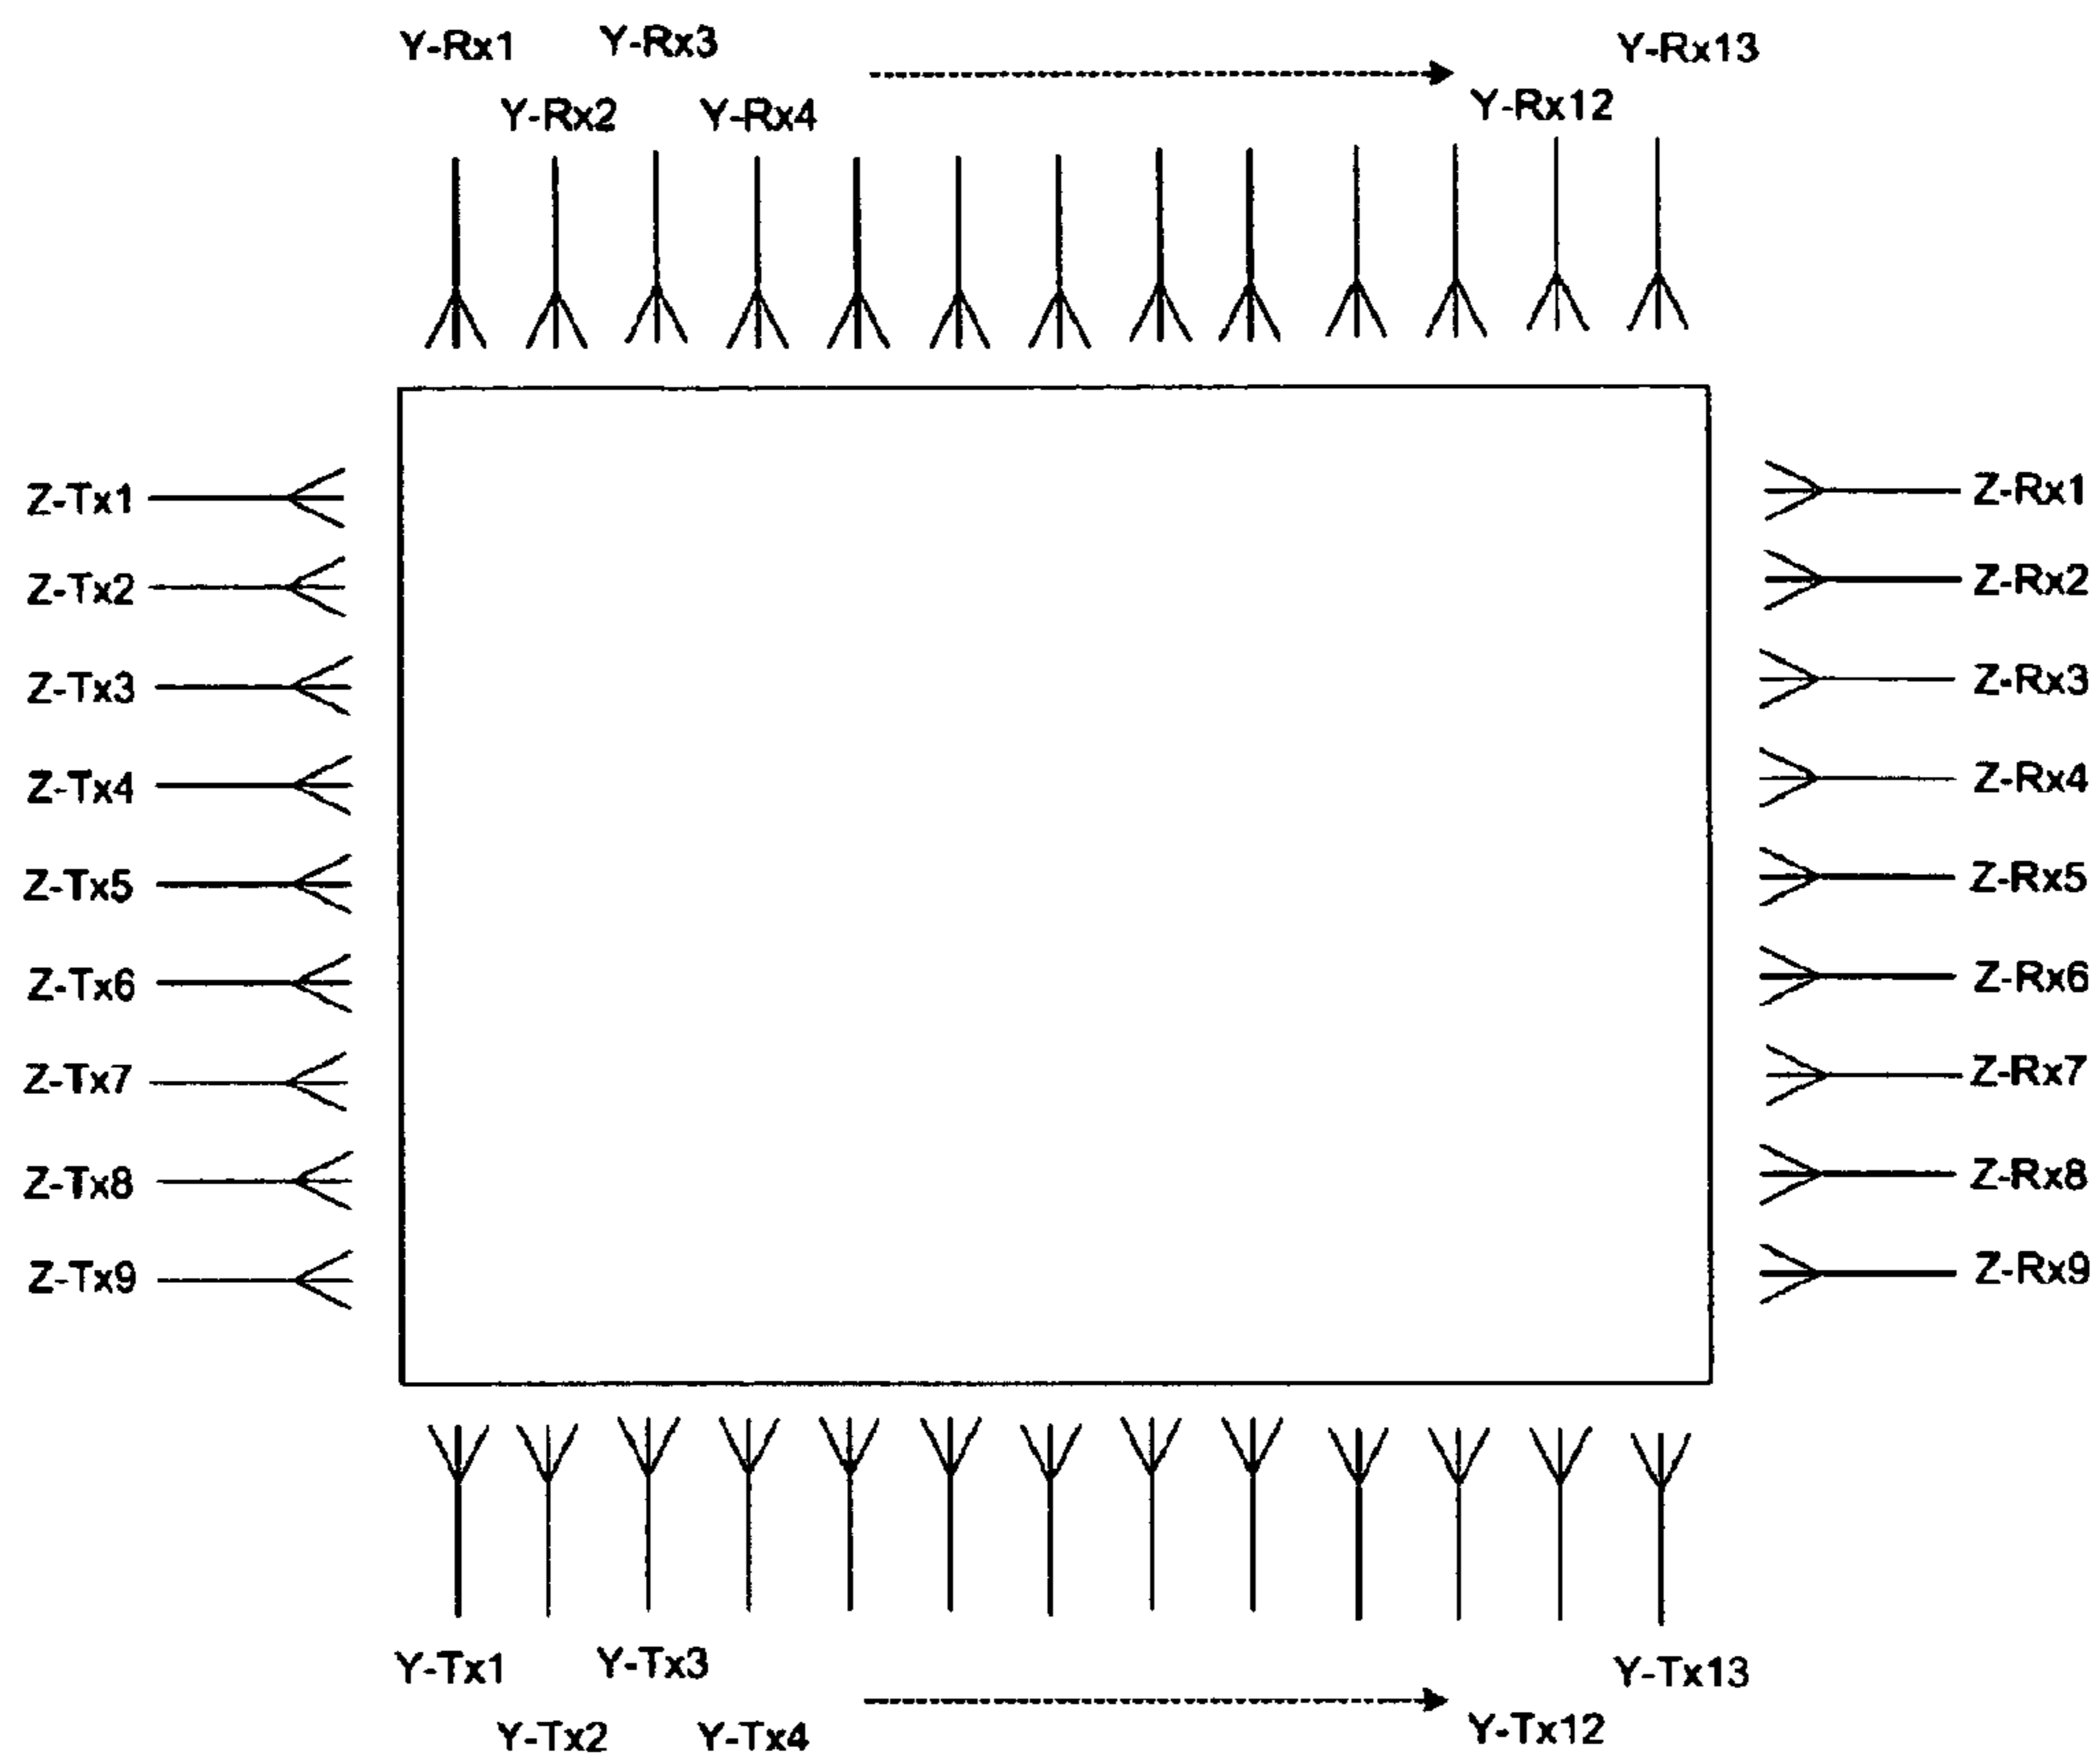 Y-Rx1
Y-Rx3
Y-Rx13
Y-Rx2
Y-Rx4
Y-Rx12
Z-Tx1
Z-Rx1
Z-Tx2
Z-Rx2
Z-Tx3
Z-Rx3
Z-Tx4
Z-Rx4
Z-Tx5
Z-Rx5
Z-Tx6
Z-Rx6
Z-Tx7
Z-Rx7
Z-Tx8
Z-Rx8
Z-Tx9
Z-Rx9
Y-Tx1
Y-Tx3
Y-Tx13
Y-Tx2
Y-Tx4
Y-Tx12